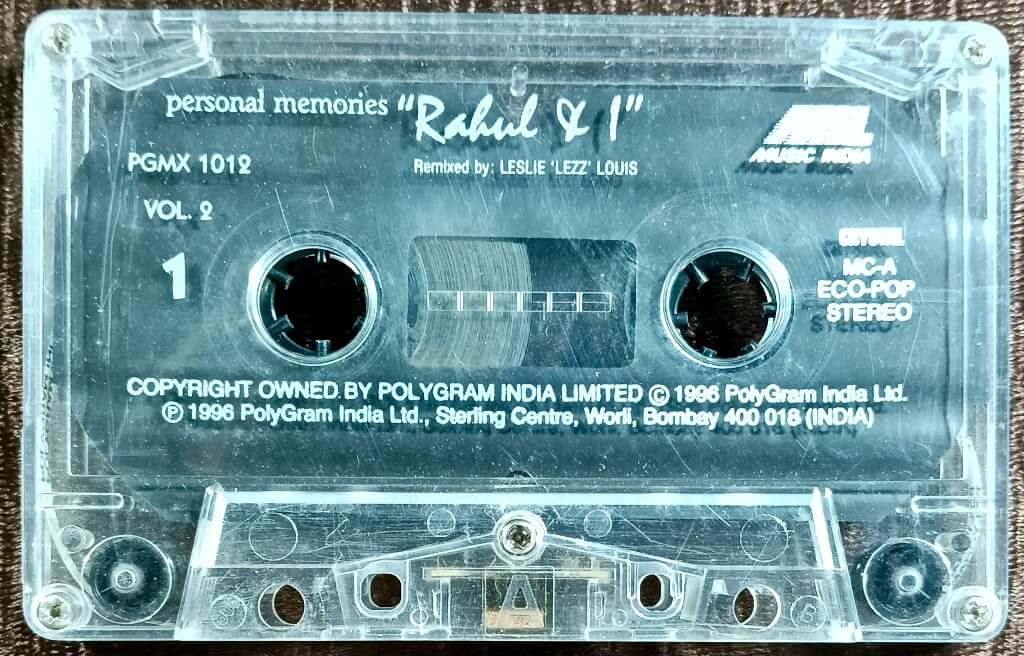 personal memories "Rahul & I"
Remixed by: LESLIE 'LEZZ' LOUIS
MUSIC INDIA
PGMX 1012
VOL. 2
1
CRYSTAL
MC-A
ECO-POP
STEREO
COPYRIGHT OWNED BY POLYGRAM INDIA LIMITED © 1996 PolyGram India Ltd.
℗ 1996 PolyGram India Ltd., Sterling Centre, Worli, Bombay 400 018 (INDIA)
A
B